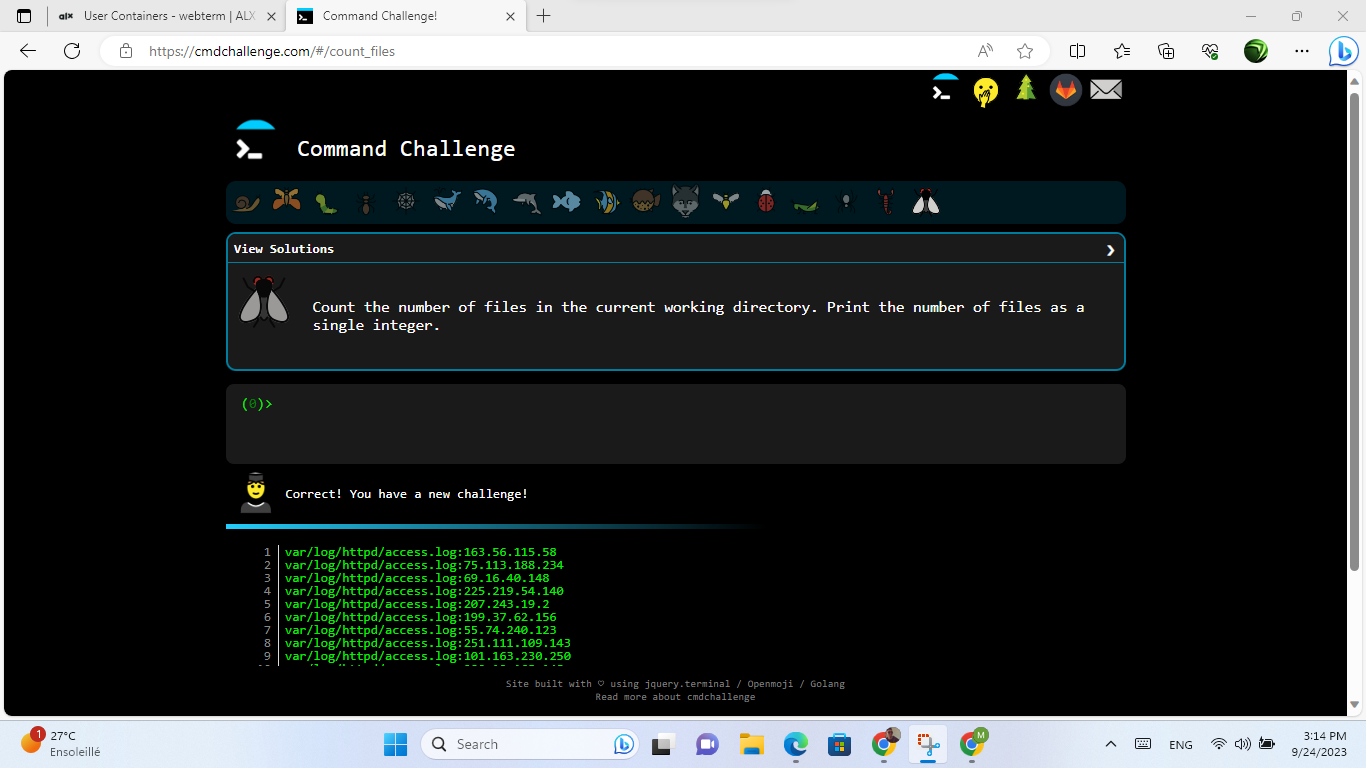 alx User Containers - webterm | ALX
Command Challenge!
https://cmdchallenge.com/#/count_files
Command Challenge
View Solutions
Count the number of files in the current working directory. Print the number of files as a
single integer.
(0)>
Correct! You have a new challenge!
1 var/log/httpd/access.log:163.56.115.58
2 var/log/httpd/access.log:75.113.188.234
3 var/log/httpd/access.log:69.16.40.148
4 var/log/httpd/access.log:225.219.54.140
5 var/log/httpd/access.log:207.243.19.2
6 var/log/httpd/access.log:199.37.62.156
7 var/log/httpd/access.log:55.74.240.123
8 var/log/httpd/access.log:251.111.109.143
9 var/log/httpd/access.log:101.163.230.250
Site built with ♡ using jquery.terminal / Openmoji / Golang
Read more about cmdchallenge
1
27°C
Ensoleillé
Search
M
ENG
3:14 PM
9/24/2023